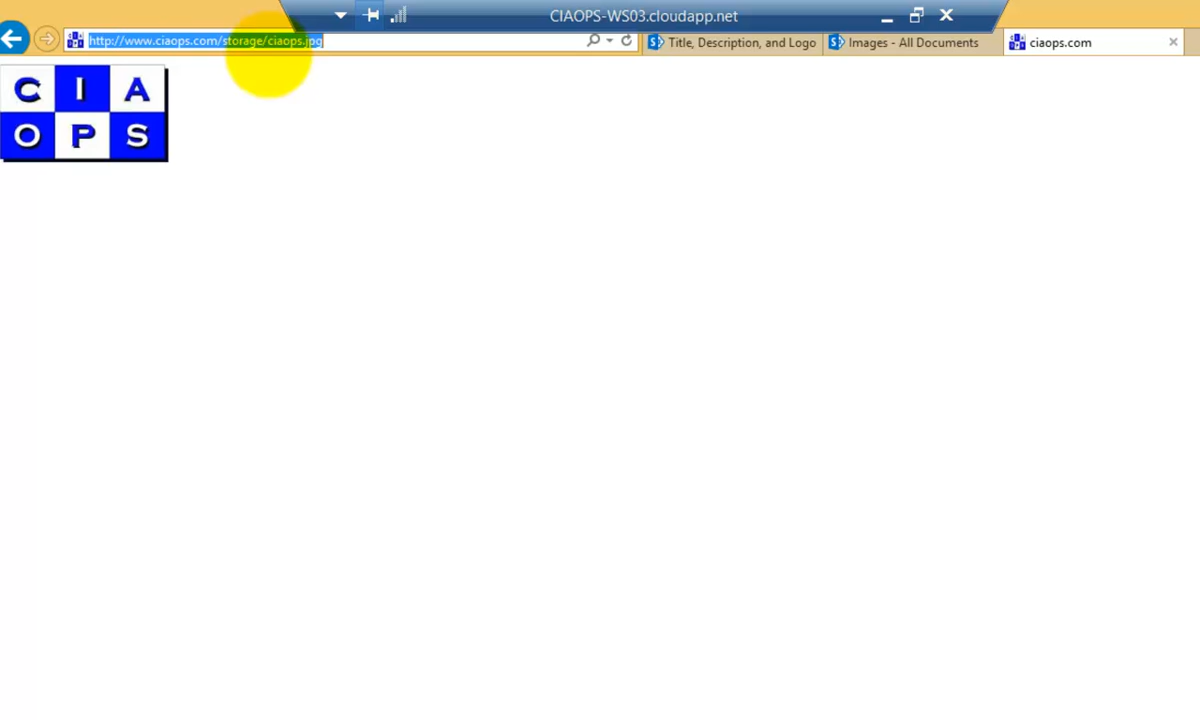 CIAOPS-WS03.cloudapp.net
http://www.ciaops.com/storage/ciaops.jpg
Title, Description, and Logo
Images - All Documents
ciaops.com
C I A
O P S